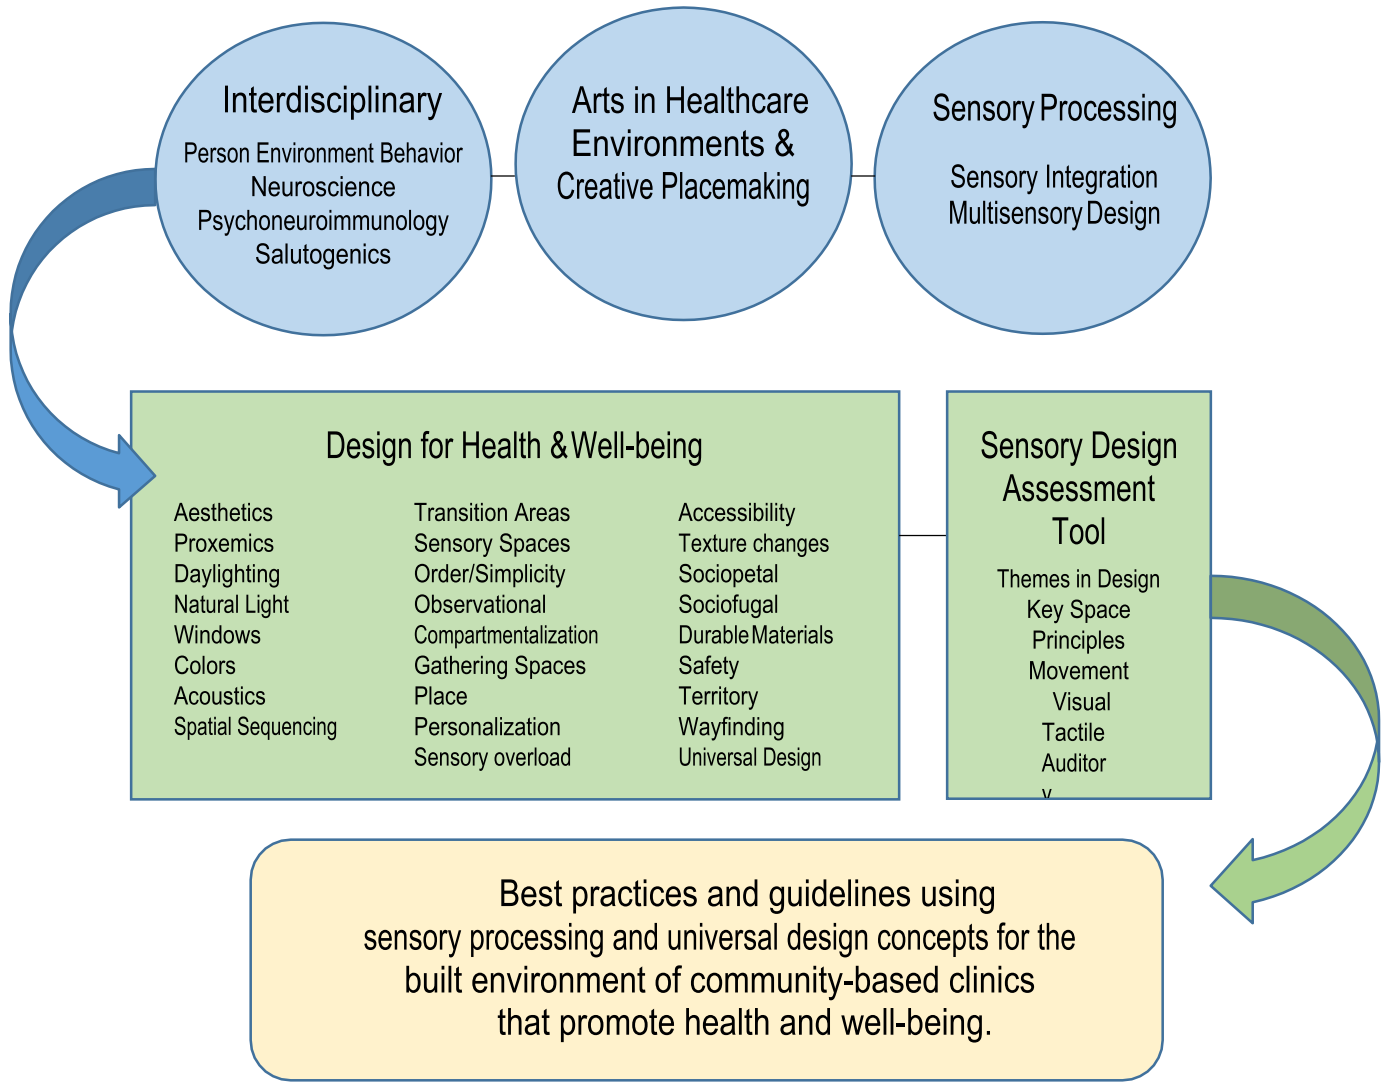 Interdisciplinary
Person Environment Behavior
Neuroscience
Psychoneuroimmunology
Salutogenics
Arts in Healthcare
Environments &
Creative Placemaking
Sensory Processing
Sensory Integration
Multisensory Design
Design for Health & Well-being
Aesthetics
Proxemics
Daylighting
Natural Light
Windows
Colors
Acoustics
Spatial Sequencing
Transition Areas
Sensory Spaces
Order/Simplicity
Observational
Compartmentalization
Gathering Spaces
Place
Personalization
Sensory overload
Accessibility
Texture changes
Sociopetal
Sociofugal
Durable Materials
Safety
Territory
Wayfinding
Universal Design
Sensory Design
Assessment
Tool
Themes in Design
Key Space
Principles
Movement
Visual
Tactile
Auditor
y
Best practices and guidelines using
sensory processing and universal design concepts for the
built environment of community-based clinics
that promote health and well-being.